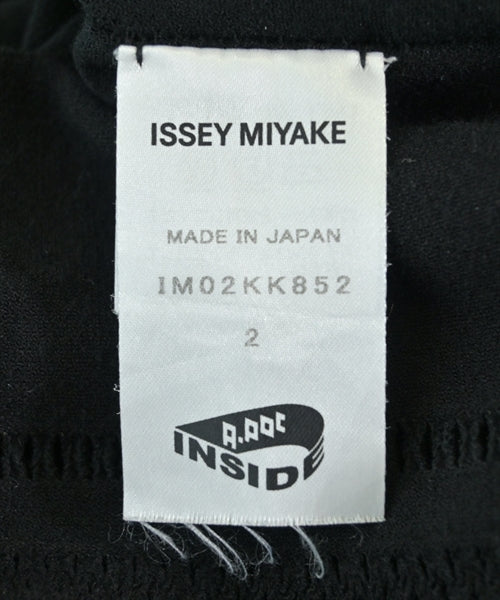 ISSEY MIYAKE
MADE IN JAPAN
IM02KK852
2
A.POC
INSIDE